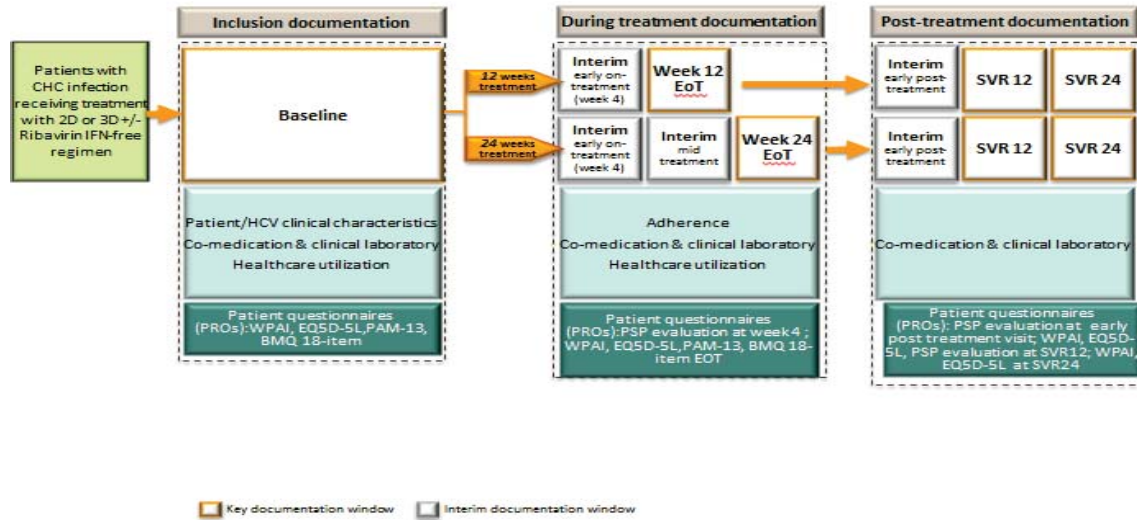 Inclusion documentation
During treatment documentation
Post-treatment documentation
Patients with
CHC infection
receiving treatment
with 2D or 3D +/-
Ribavirin IFN-free
regimen
Baseline
12 weeks
treatment
24 weeks
treatment
Interim
early on-
treatment
(week 4)
Week 12
EoT
Interim
early on-
treatment
(week 4)
Interim
mid
treatment
Week 24
EoT
Interim
early post-
treatment
SVR 12
SVR 24
Interim
early post-
treatment
SVR 12
SVR 24
Patient/HCV clinical characteristics
Co-medication & clinical laboratory
Healthcare utilization
Adherence
Co-medication & clinical laboratory
Healthcare utilization
Co-medication & clinical laboratory
Patient questionnaires
(PROs):WPAI, EQ5D-5L,PAM-13,
BMQ 18-item
Patient questionnaires
(PROs):PSP evaluation at week 4 ;
WPAI, EQ5D-5L,PAM-13, BMQ 18-
item EOT
Patient questionnaires
(PROs): PSP evaluation at early
post treatment visit; WPAI, EQ5D-
5L, PSP evaluation at SVR12; WPAI,
EQ5D-5L at SVR24
Key documentation window
Interim documentation window